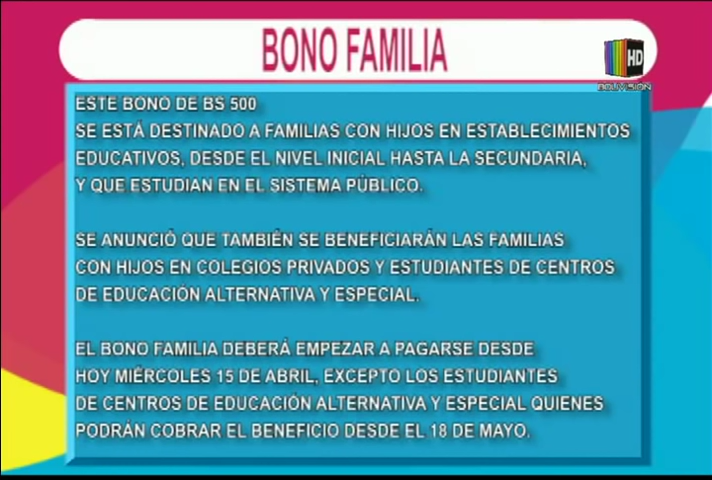 BONO FAMILIA
HD
BOLIVISIÓN
ESTE BONO DE BS 500
SE ESTÁ DESTINADO A FAMILIAS CON HIJOS EN ESTABLECIMIENTOS
EDUCATIVOS, DESDE EL NIVEL INICIAL HASTA LA SECUNDARIA,
Y QUE ESTUDIAN EN EL SISTEMA PÚBLICO.
SE ANUNCIÓ QUE TAMBIÉN SE BENEFICIARÁN LAS FAMILIAS
CON HIJOS EN COLEGIOS PRIVADOS Y ESTUDIANTES DE CENTROS
DE EDUCACIÓN ALTERNATIVA Y ESPECIAL.
EL BONO FAMILIA DEBERÁ EMPEZAR A PAGARSE DESDE
HOY MIÉRCOLES 15 DE ABRIL, EXCEPTO LOS ESTUDIANTES
DE CENTROS DE EDUCACIÓN ALTERNATIVA Y ESPECIAL QUIENES
PODRÁN COBRAR EL BENEFICIO DESDE EL 18 DE MAYO.